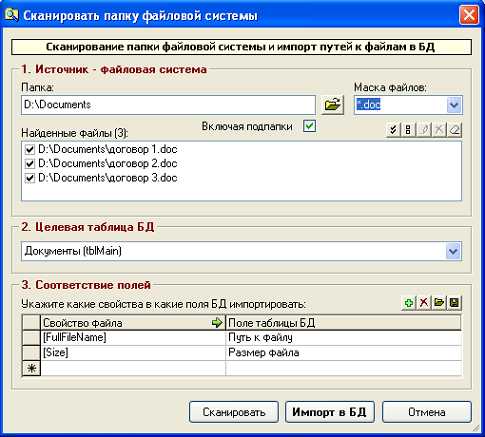 Сканировать папку файловой системы
Сканирование папки файловой системы и импорт путей к файлам в БД
1. Источник - файловая система
Папка: Маска файлов:
D:\Documents *.doc
Найденные файлы (3): Включая подпапки
D:\Documents\договор 1.doc
D:\Documents\договор 2.doc
D:\Documents\договор 3.doc
2. Целевая таблица БД
Документы (tblMain)
3. Соответствие полей
Укажите какие свойства в какие поля БД импортировать:
Свойство файла Поле таблицы БД
[FullFileName] Путь к файлу
[Size] Размер файла
Сканировать Импорт в БД Отмена